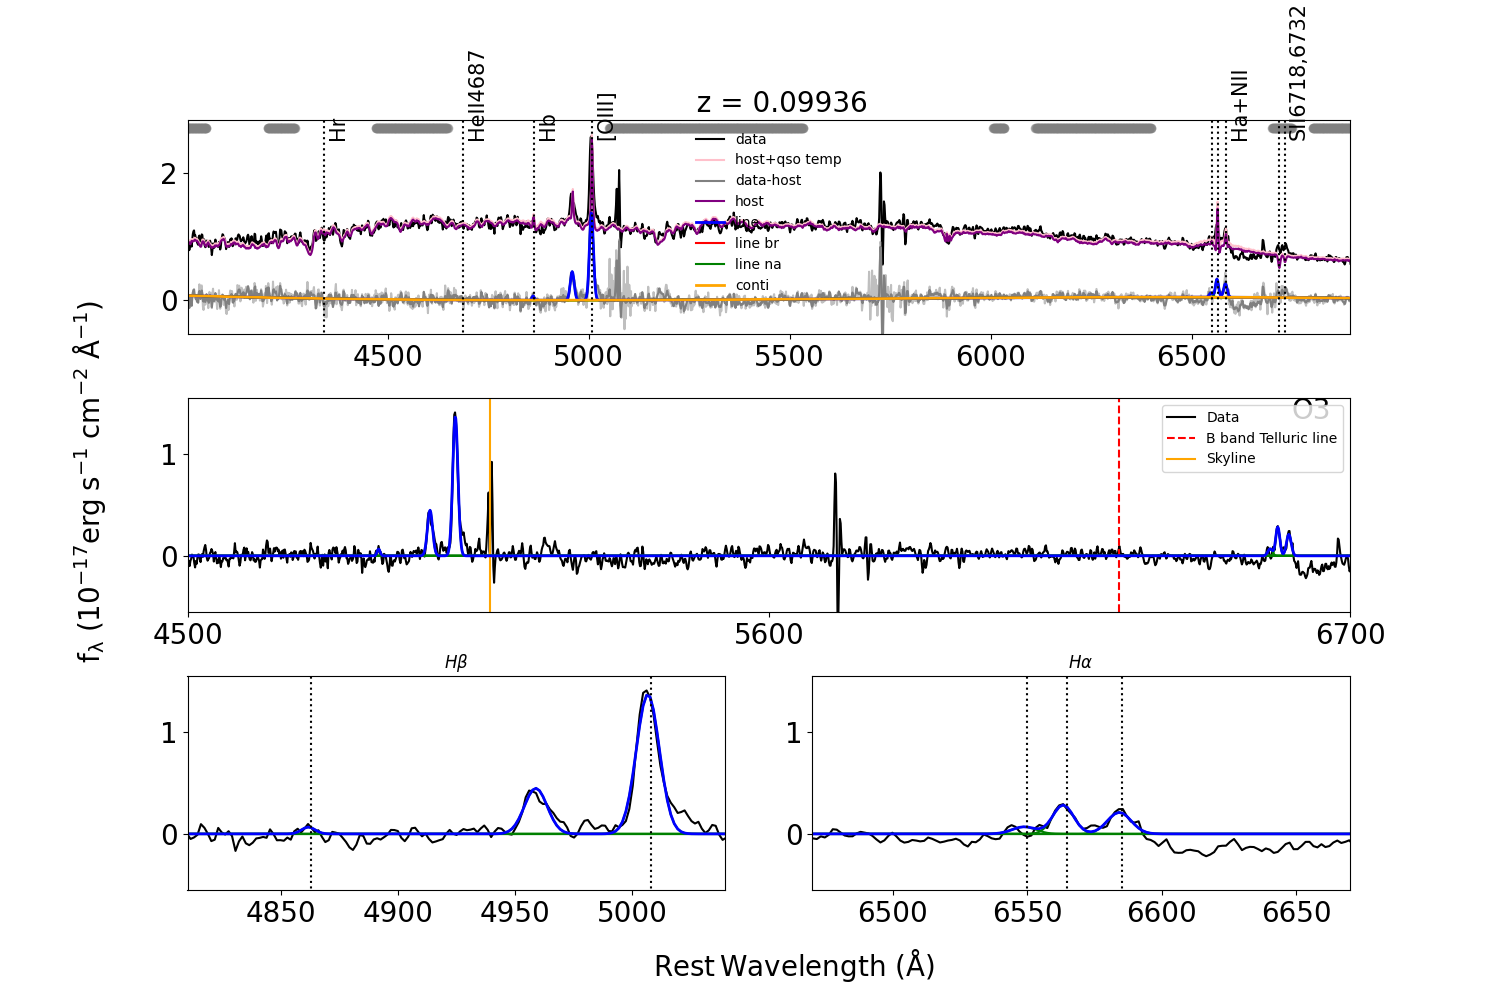 z = 0.09936
Hr
HeII4687
Hb
[OIII]
Ha+NII
SII6718,6732
data
host+qso temp
data-host
host
line
line br
line na
conti
2
0
4500 5000 5500 6000 6500
fλ (10−17erg s−1 cm−2 Å−1)
O3
Data
B band Telluric line
Skyline
1
0
4500 5600 6700
Hβ
1
0
4850 4900 4950 5000
Hα
1
0
6500 6550 6600 6650
Rest Wavelength (Å)